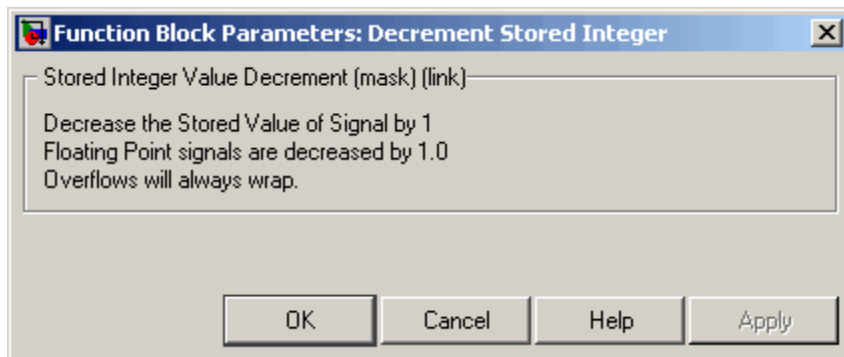 Function Block Parameters: Decrement Stored Integer
Stored Integer Value Decrement (mask) (link)
Decrease the Stored Value of Signal by 1
Floating Point signals are decreased by 1.0
Overflows will always wrap.
OK Cancel Help Apply